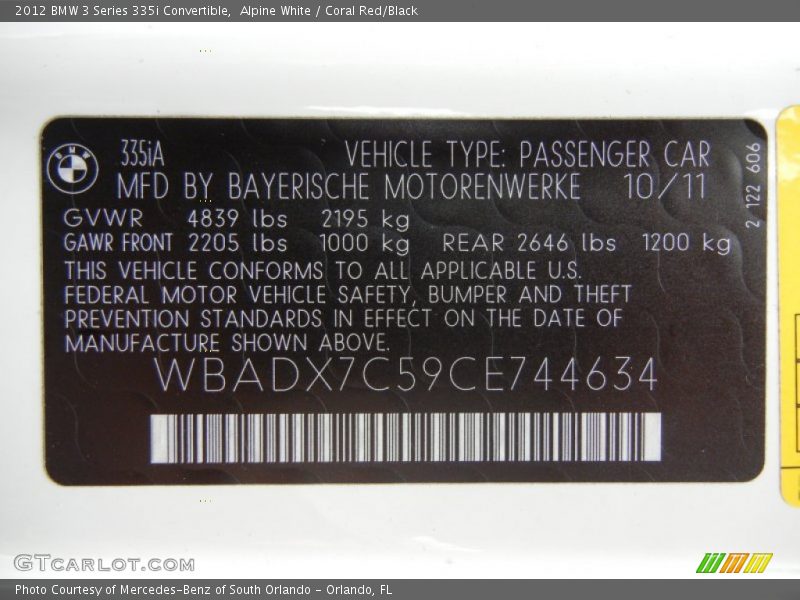 2012 BMW 3 Series 335i Convertible, Alpine White / Coral Red/Black
BMW
335iA VEHICLE TYPE: PASSENGER CAR
MFD BY BAYERISCHE MOTORENWERKE 10/11
GVWR 4839 lbs 2195 kg
GAWR FRONT 2205 lbs 1000 kg REAR 2646 lbs 1200 kg
THIS VEHICLE CONFORMS TO ALL APPLICABLE U.S.
FEDERAL MOTOR VEHICLE SAFETY, BUMPER AND THEFT
PREVENTION STANDARDS IN EFFECT ON THE DATE OF
MANUFACTURE SHOWN ABOVE.
WBADX7C59CE744634
2 122 606
GTCARLOT.COM
Photo Courtesy of Mercedes-Benz of South Orlando - Orlando, FL